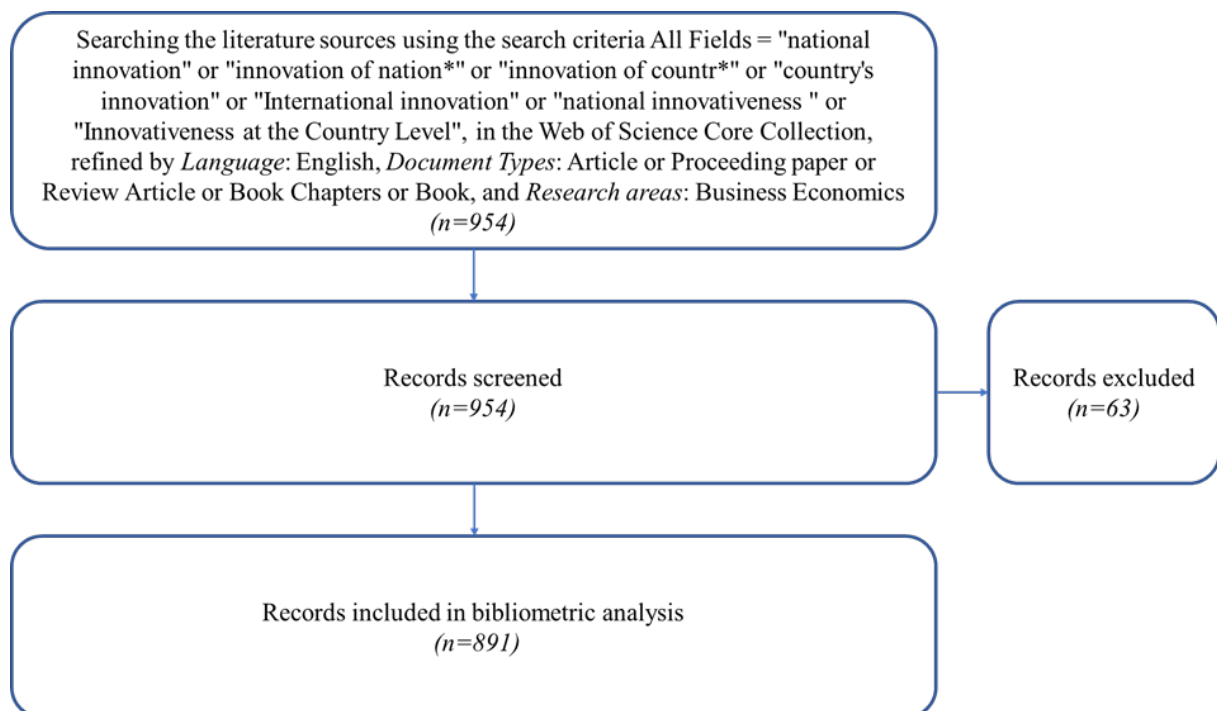 Searching the literature sources using the search criteria All Fields = "national
innovation" or "innovation of nation*" or "innovation of countr*" or "country's
innovation" or "International innovation" or "national innovativeness " or
"Innovativeness at the Country Level", in the Web of Science Core Collection,
refined by Language: English, Document Types: Article or Proceeding paper or
Review Article or Book Chapters or Book, and Research areas: Business Economics
(n=954)
Records screened
(n=954)
Records excluded
(n=63)
Records included in bibliometric analysis
(n=891)